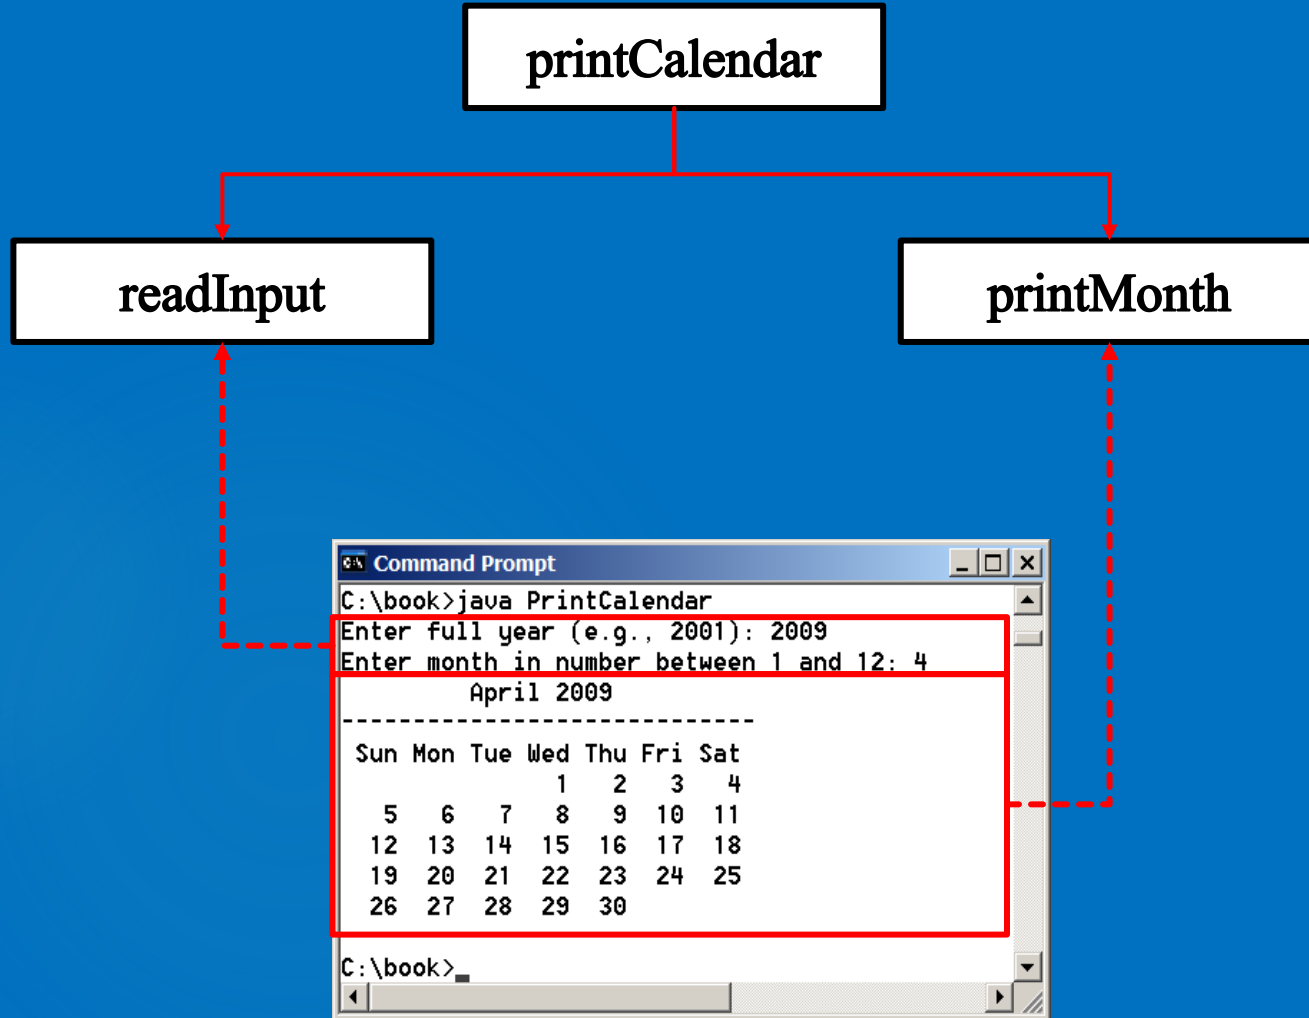 printCalendar
readInput
printMonth
Command Prompt
C:\book>java PrintCalendar
Enter full year (e.g., 2001): 2009
Enter month in number between 1 and 12: 4
April 2009
-----------------------------
Sun Mon Tue Wed Thu Fri Sat
1 2 3 4
5 6 7 8 9 10 11
12 13 14 15 16 17 18
19 20 21 22 23 24 25
26 27 28 29 30
C:\book>_